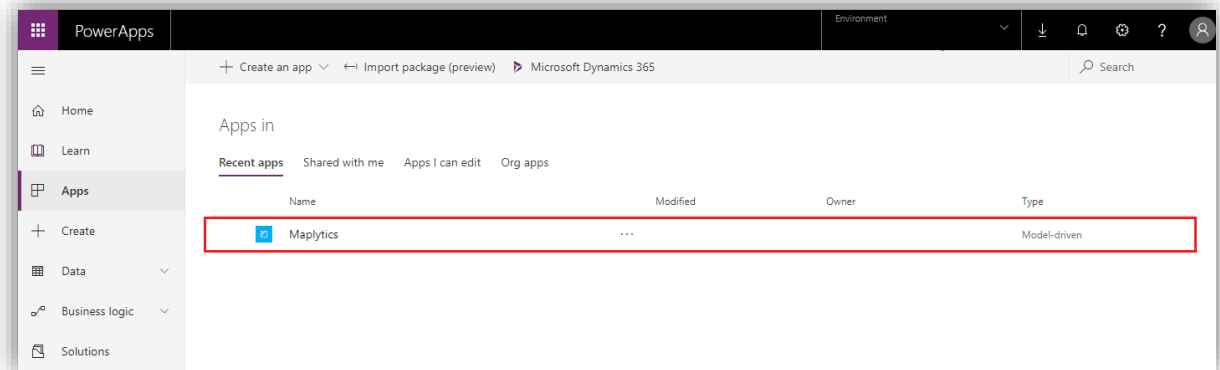 PowerApps
Environment
?
Create an app
Import package (preview)
Microsoft Dynamics 365
Search
Home
Learn
Apps
Create
Data
Business logic
Solutions
Apps in
Recent apps
Shared with me
Apps I can edit
Org apps
Name
Modified
Owner
Type
Maplytics
...
Model-driven